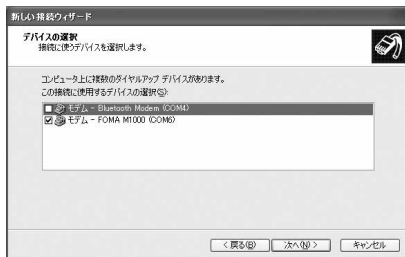 新しい接続ウィザード
デバイスの選択
接続に使うデバイスを選択します。
コンピュータ上に複数のダイヤルアップ デバイスがあります。
この接続に使用するデバイスの選択(S):
モデム - Bluetooth Modem (COM4)
モデム - FOMA M1000 (COM6)
< 戻る(B)
次へ(N) >
キャンセル